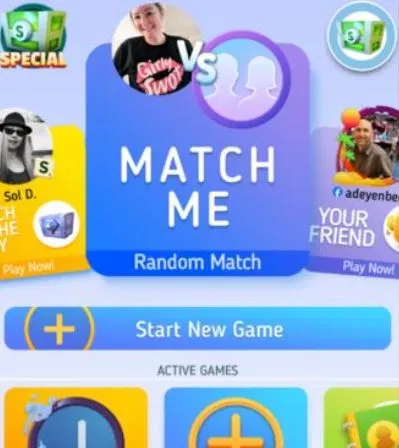 SPECIAL
S
S
Girly
VS
S
Sol D.
adeyenbe
MATCH
ME
CH
HE
Y
YOUR
FRIEND
Play Now!
Random Match
Play Now!
Start New Game
ACTIVE GAMES